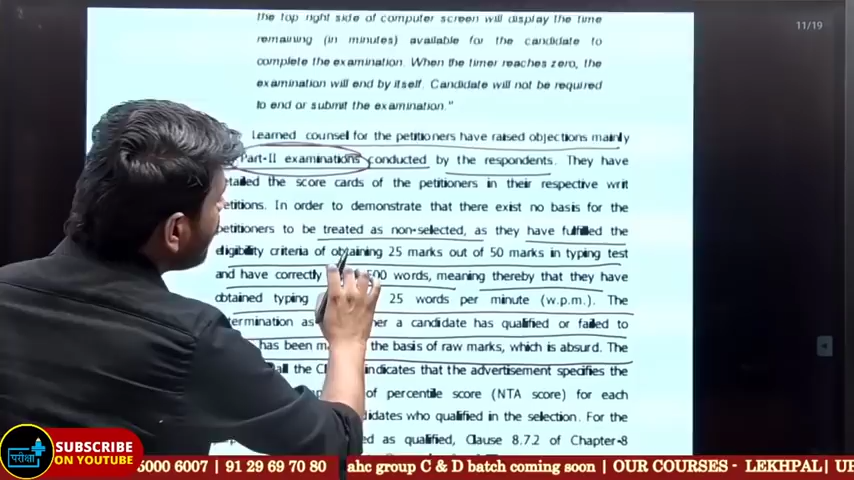 the top right side of computer screen will display the time
11/19
remaining (in minutes) available for the candidate to
complete the examination. When the timer reaches zero, the
examination will end by itself. Candidate will not be required
to end or submit the examination."
Learned counsel for the petitioners have raised objections mainly
Part-II examinations conducted by the respondents. They have
the score cards of the petitioners in their respective writ
In order to demonstrate that there exist no basis for the
to be treated as non-selected, as they have fulfilled the
eligibility criteria of obtaining 25 marks out of 50 marks in typing test
and have correctly 500 words, meaning thereby that they have
obtained typing 25 words per minute (w.p.m.). The
a candidate has qualified or failed to
has been the basis of raw marks, which is absurd. The
the indicates that the advertisement specifies the
of percentile score (NTA score) for each
who qualified in the selection. For the
as qualified, Clause 8.7.2 of Chapter-8
परीक्षा
SUBSCRIBE
ON YOUTUBE
6007 | 91 29 69 70 80 ahc group C & D batch coming soon | OUR COURSES - LEKHPAL|